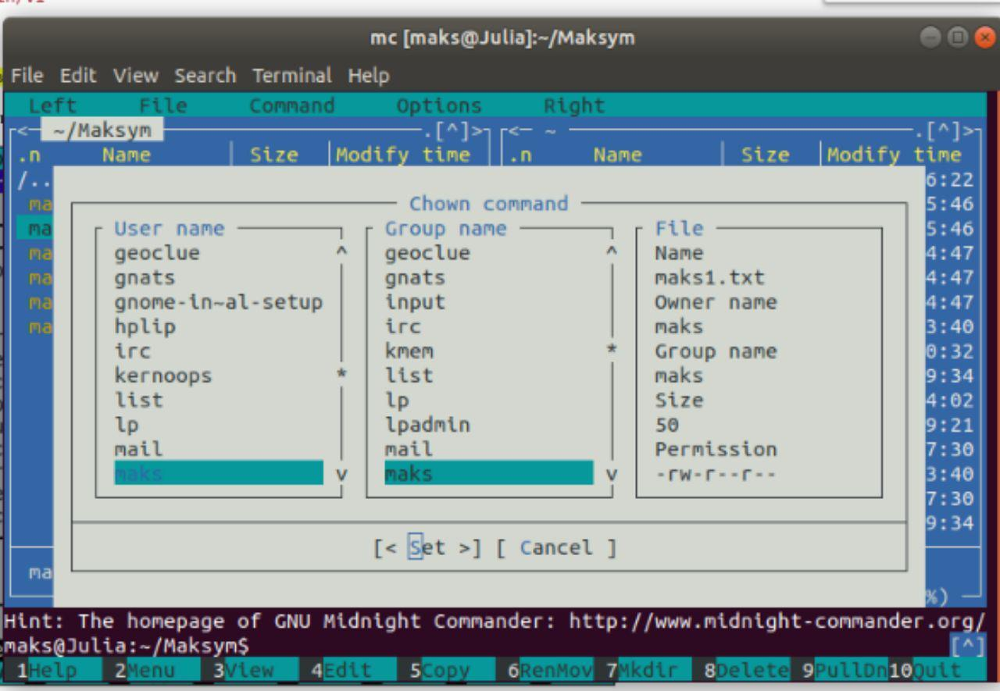 mc [maks@Julia]:~/Maksym
File Edit View Search Terminal Help
Left File Command Options Right
<─ ~/Maksym ─.[^]>┐┌<─ ~ ─.[^]>
.n Name Size Modify time .n Name Size Modify time
/.. 6:22
ma Chown command 5:46
ma User name Group name File 5:46
ma geoclue ^ geoclue ^ Name 4:47
ma gnats gnats maks1.txt 4:47
ma gnome-in~al-setup input Owner name 4:47
ma hplip irc maks 3:40
irc kmem * Group name 0:32
kernoops * list maks 9:34
list lp Size 4:02
lp lpadmin 50 9:21
mail mail Permission 7:30
maks v maks v -rw-r--r-- 3:40
7:30
9:34
[< Set >] [ Cancel ]
ma
%)
Hint: The homepage of GNU Midnight Commander: http://www.midnight-commander.org/
maks@Julia:~/Maksym$ [^]
1Help 2Menu 3View 4Edit 5Copy 6RenMov 7Mkdir 8Delete 9PullDn 10Quit